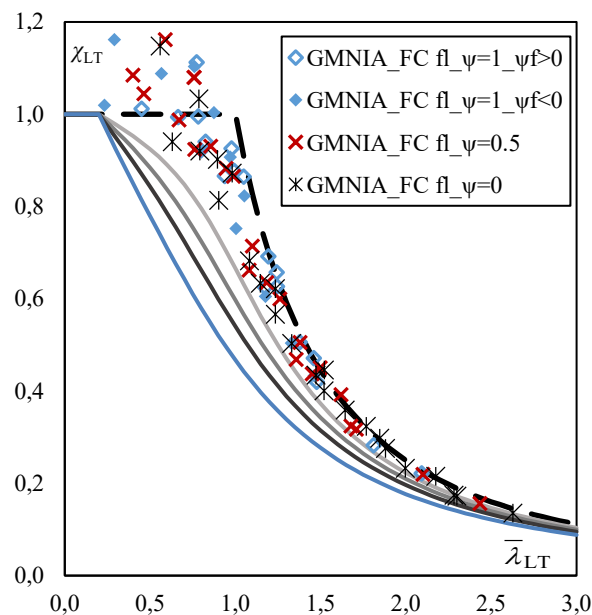 1,2
χLT
GMNIA_FC fl_ψ=1_ψf>0
GMNIA_FC fl_ψ=1_ψf<0
GMNIA_FC fl_ψ=0.5
GMNIA_FC fl_ψ=0
1,0
0,8
0,6
0,4
0,2
0,0
λ̅LT
0,0 0,5 1,0 1,5 2,0 2,5 3,0